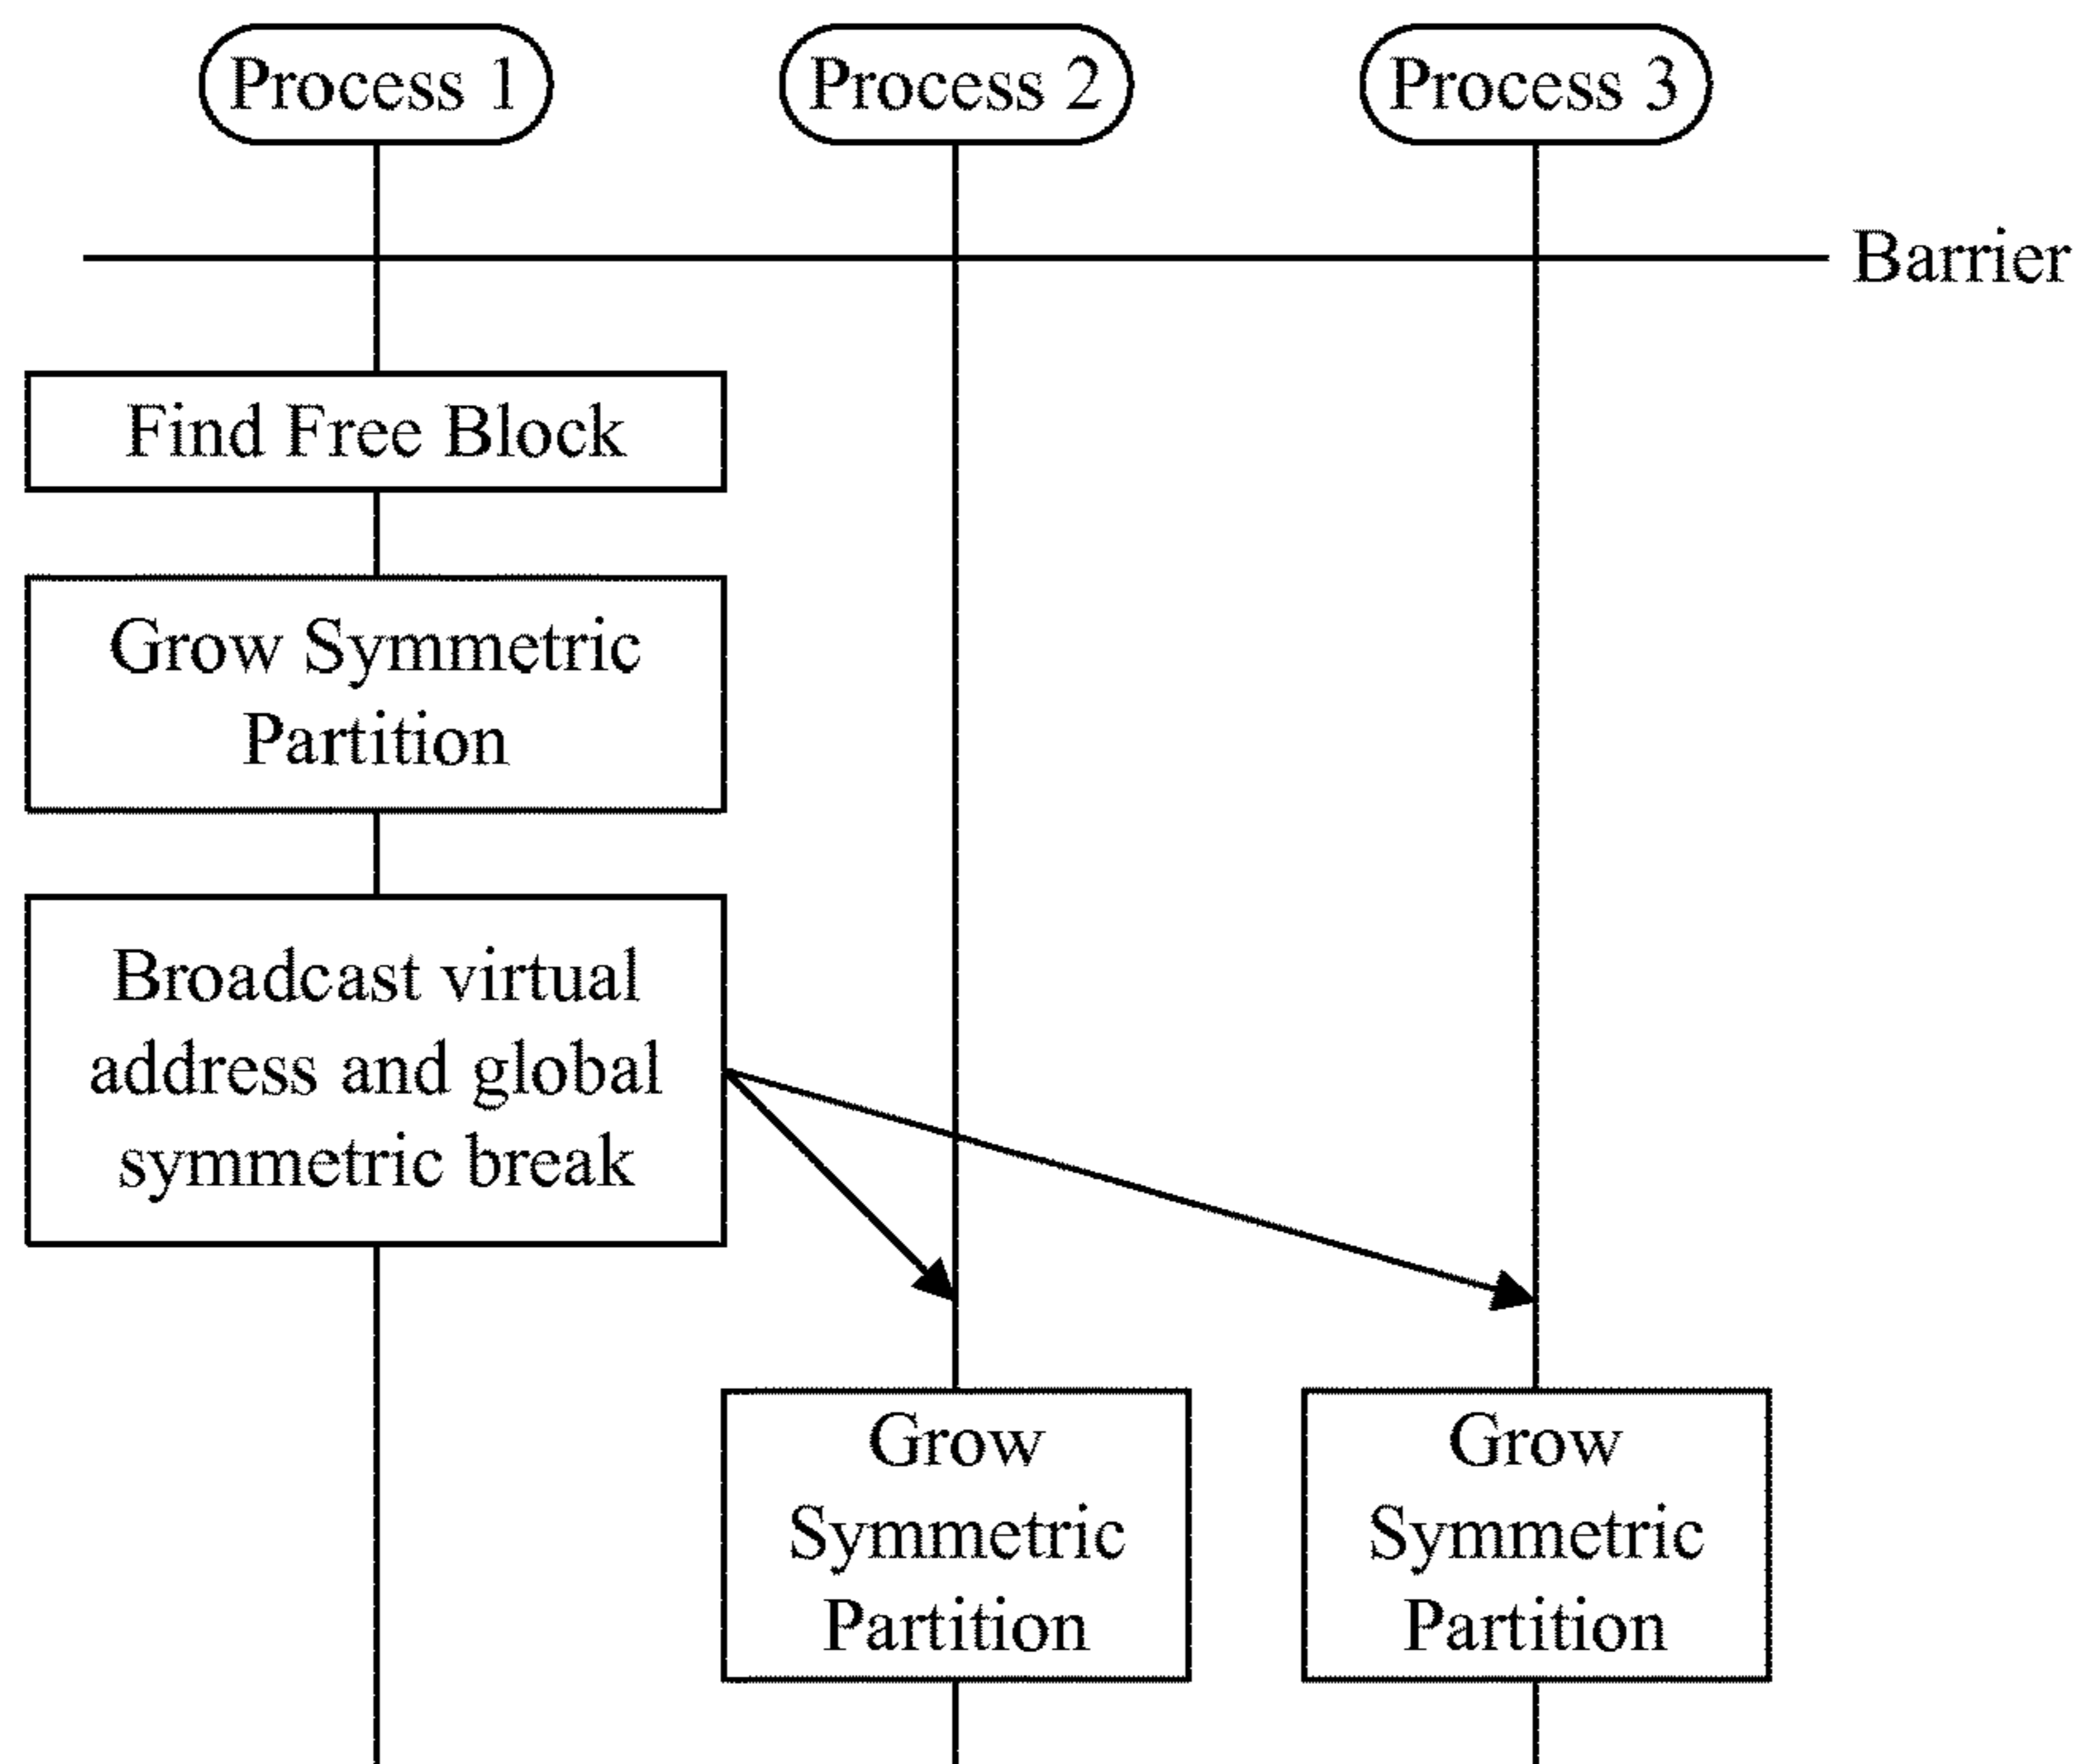 Process 1
Process 2
Process 3
Barrier
Find Free Block
Grow Symmetric
Partition
Broadcast virtual
address and global
symmetric break
Grow
Symmetric
Partition
Grow
Symmetric
Partition